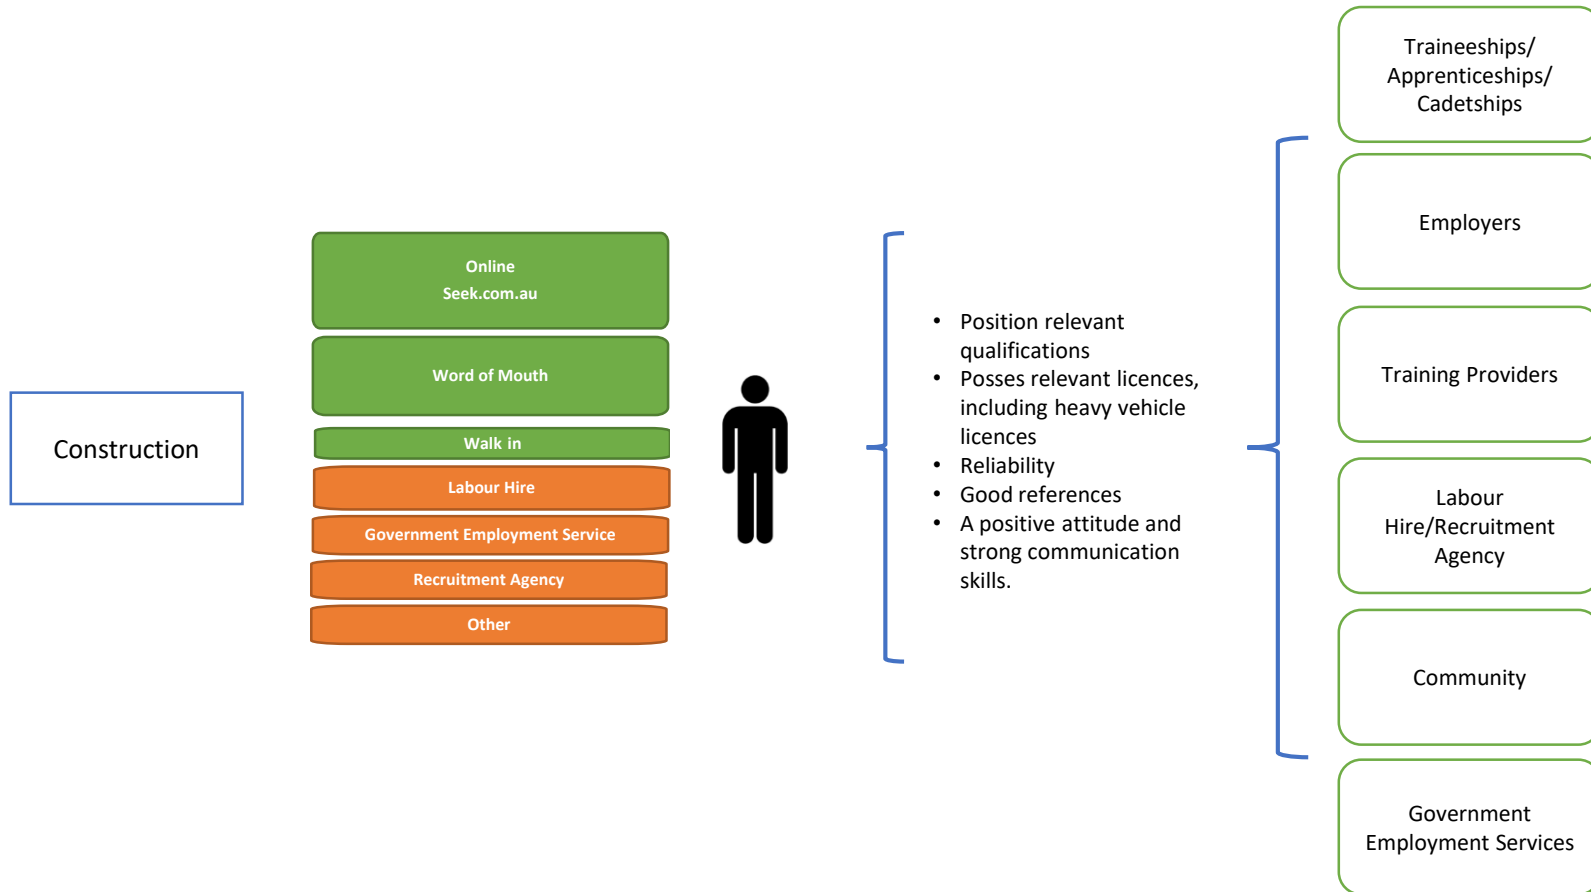 Construction
Online
Seek.com.au
Word of Mouth
Walk in
Labour Hire
Government Employment Service
Recruitment Agency
Other
• Position relevant
qualifications
• Posses relevant licences,
including heavy vehicle
licences
• Reliability
• Good references
• A positive attitude and
strong communication
skills.
Traineeships/
Apprenticeships/
Cadetships
Employers
Training Providers
Labour
Hire/Recruitment
Agency
Community
Government
Employment Services